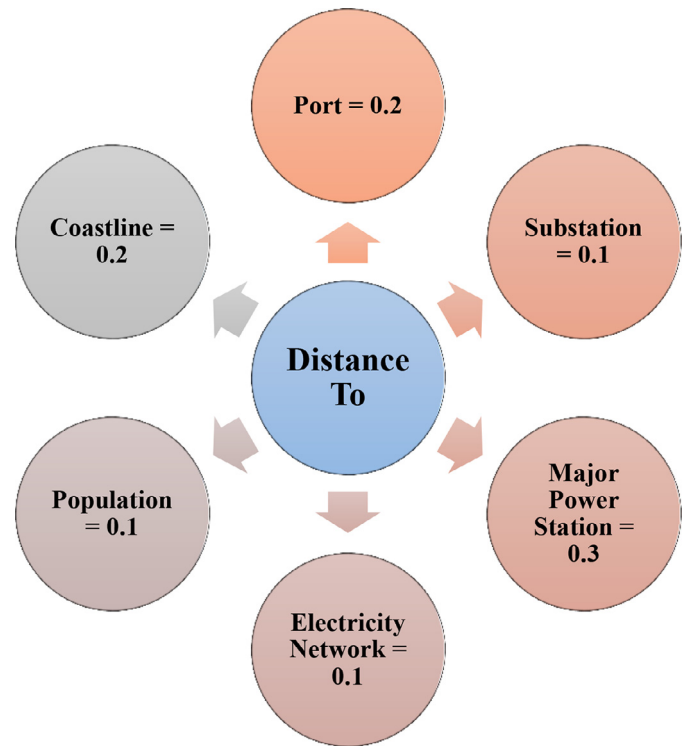 Port = 0.2
Coastline =
0.2
Substation
= 0.1
Distance
To
Population
= 0.1
Major
Power
Station =
0.3
Electricity
Network =
0.1